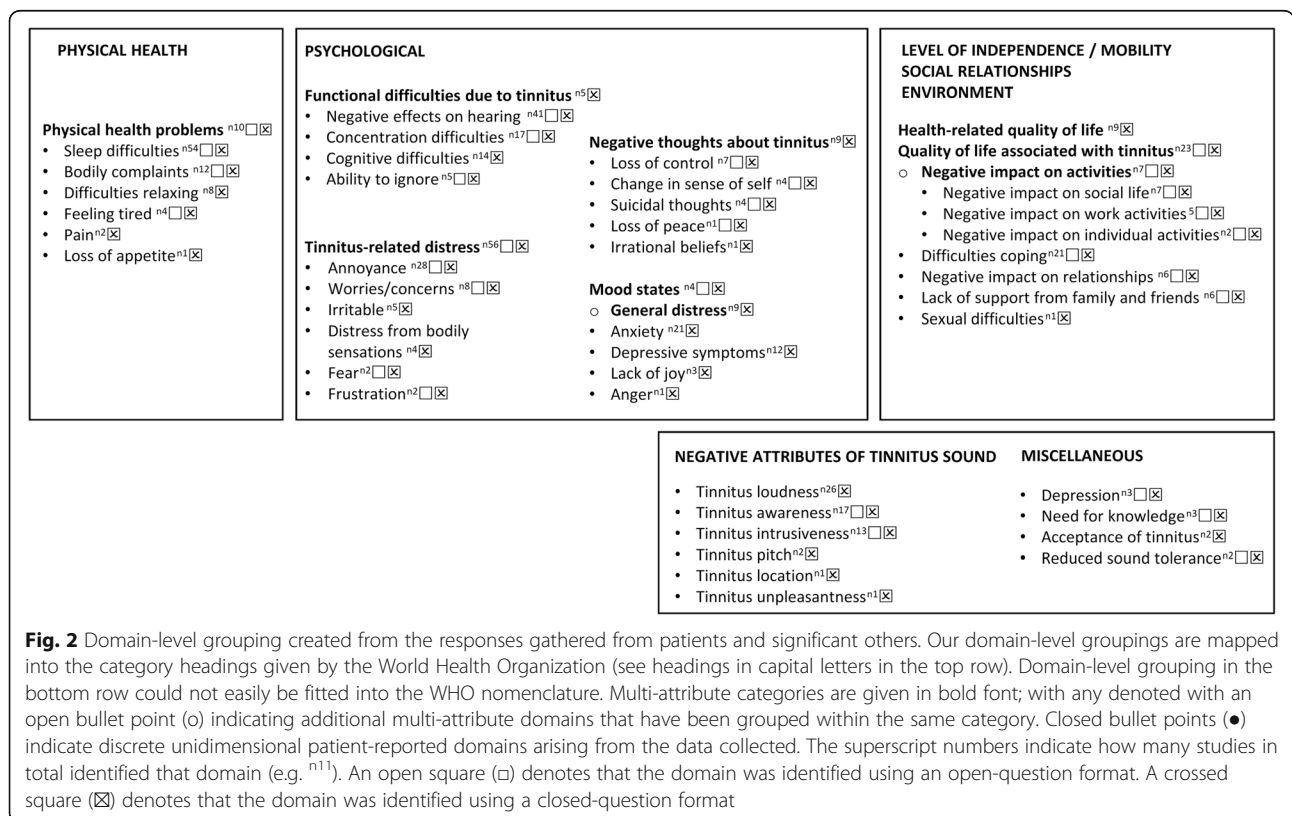 PHYSICAL HEALTH
Physical health problems n10□☒
• Sleep difficulties n54□☒
• Bodily complaints n12□☒
• Difficulties relaxing n8☒
• Feeling tired n4□☒
• Pain n2☒
• Loss of appetite n1☒
PSYCHOLOGICAL
Functional difficulties due to tinnitus n5☒
• Negative effects on hearing n41□☒
• Concentration difficulties n17□☒
• Cognitive difficulties n14☒
• Ability to ignore n5□☒
Tinnitus-related distress n56□☒
• Annoyance n28□☒
• Worries/concerns n8□☒
• Irritable n5☒
• Distress from bodily
sensations n4☒
• Fear n2□☒
• Frustration n2□☒
Negative thoughts about tinnitus n9☒
• Loss of control n7□☒
• Change in sense of self n4□☒
• Suicidal thoughts n4□☒
• Loss of peace n1□☒
• Irrational beliefs n1☒
Mood states n4□☒
o General distress n9☒
• Anxiety n21☒
• Depressive symptoms n12☒
• Lack of joy n3☒
• Anger n1☒
LEVEL OF INDEPENDENCE / MOBILITY
SOCIAL RELATIONSHIPS
ENVIRONMENT
Health-related quality of life n9☒
Quality of life associated with tinnitus n23□☒
o Negative impact on activities n7□☒
• Negative impact on social life n7□☒
• Negative impact on work activities 5□☒
• Negative impact on individual activities n2□☒
• Difficulties coping n21□☒
• Negative impact on relationships n6□☒
• Lack of support from family and friends n6□☒
• Sexual difficulties n1☒
NEGATIVE ATTRIBUTES OF TINNITUS SOUND
• Tinnitus loudness n26☒
• Tinnitus awareness n17□☒
• Tinnitus intrusiveness n13□☒
• Tinnitus pitch n2☒
• Tinnitus location n1☒
• Tinnitus unpleasantness n1☒
MISCELLANEOUS
• Depression n3□☒
• Need for knowledge n3□☒
• Acceptance of tinnitus n2☒
• Reduced sound tolerance n2□☒
Fig. 2 Domain-level grouping created from the responses gathered from patients and significant others. Our domain-level groupings are mapped
into the category headings given by the World Health Organization (see headings in capital letters in the top row). Domain-level grouping in the
bottom row could not easily be fitted into the WHO nomenclature. Multi-attribute categories are given in bold font; with any denoted with an
open bullet point (o) indicating additional multi-attribute domains that have been grouped within the same category. Closed bullet points (●)
indicate discrete unidimensional patient-reported domains arising from the data collected. The superscript numbers indicate how many studies in
total identified that domain (e.g. n11). An open square (□) denotes that the domain was identified using an open-question format. A crossed
square (☒) denotes that the domain was identified using a closed-question format